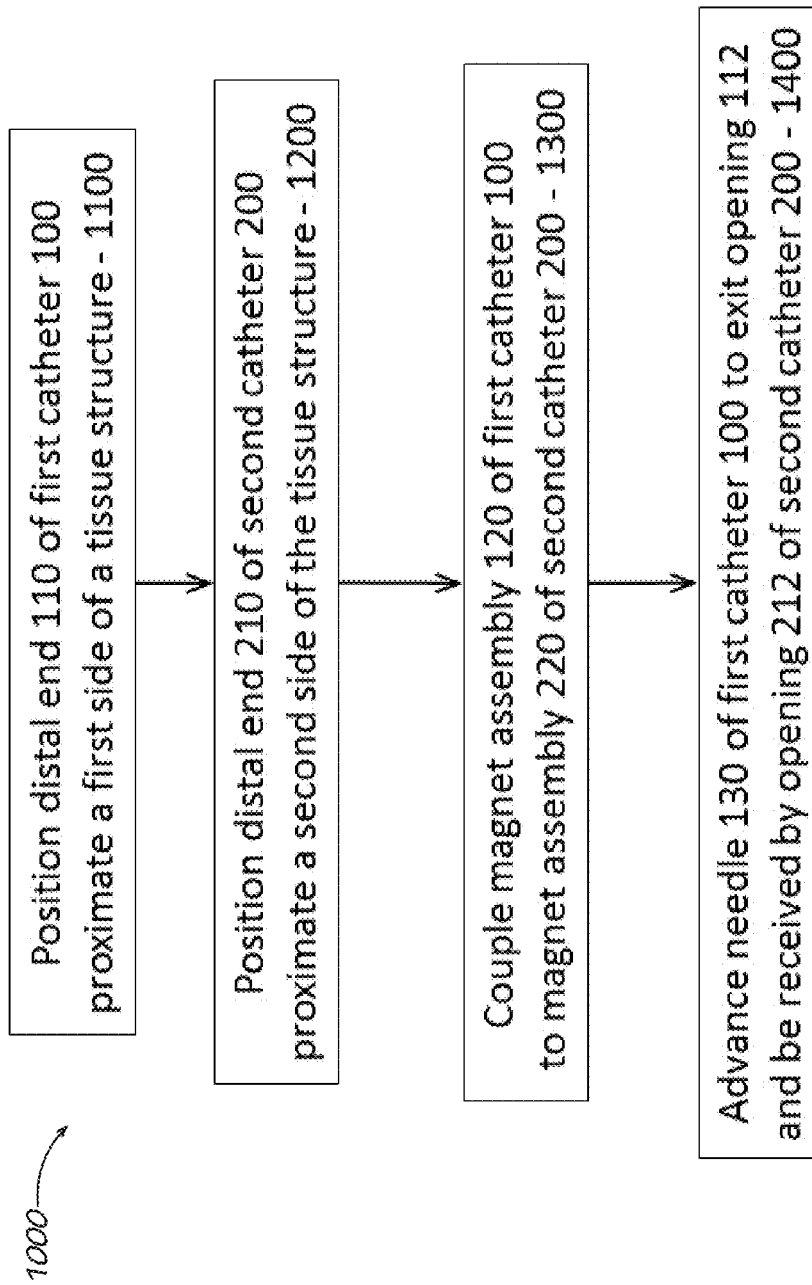 1000
Position distal end 110 of first catheter 100
proximate a first side of a tissue structure - 1100
Position distal end 210 of second catheter 200
proximate a second side of the tissue structure - 1200
Couple magnet assembly 120 of first catheter 100
to magnet assembly 220 of second catheter 200 - 1300
Advance needle 130 of first catheter 100 to exit opening 112
and be received by opening 212 of second catheter 200 - 1400